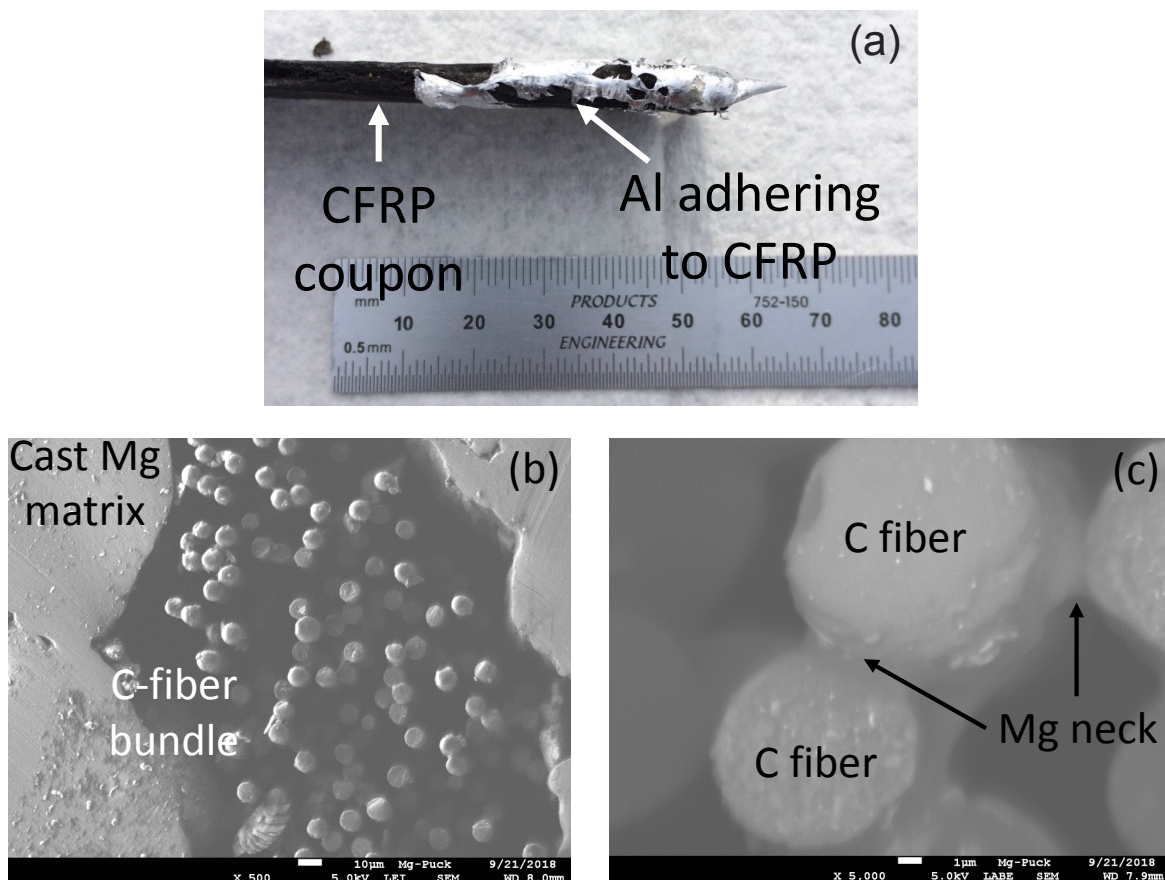 (a)
CFRP
coupon
Al adhering
to CFRP
mm
PRODUCTS
752-150
10 20 30 40 50 60 70 80
ENGINEERING
0.5 mm
Cast Mg
matrix
(b)
C-fiber
bundle
10µm Mg-Puck 9/21/2018
X 500 5.0kV LEI SEM WD 8.0mm
(c)
C fiber
Mg neck
C fiber
1µm Mg-Puck 9/21/2018
X 5,000 5.0kV LABE SEM WD 7.9mm